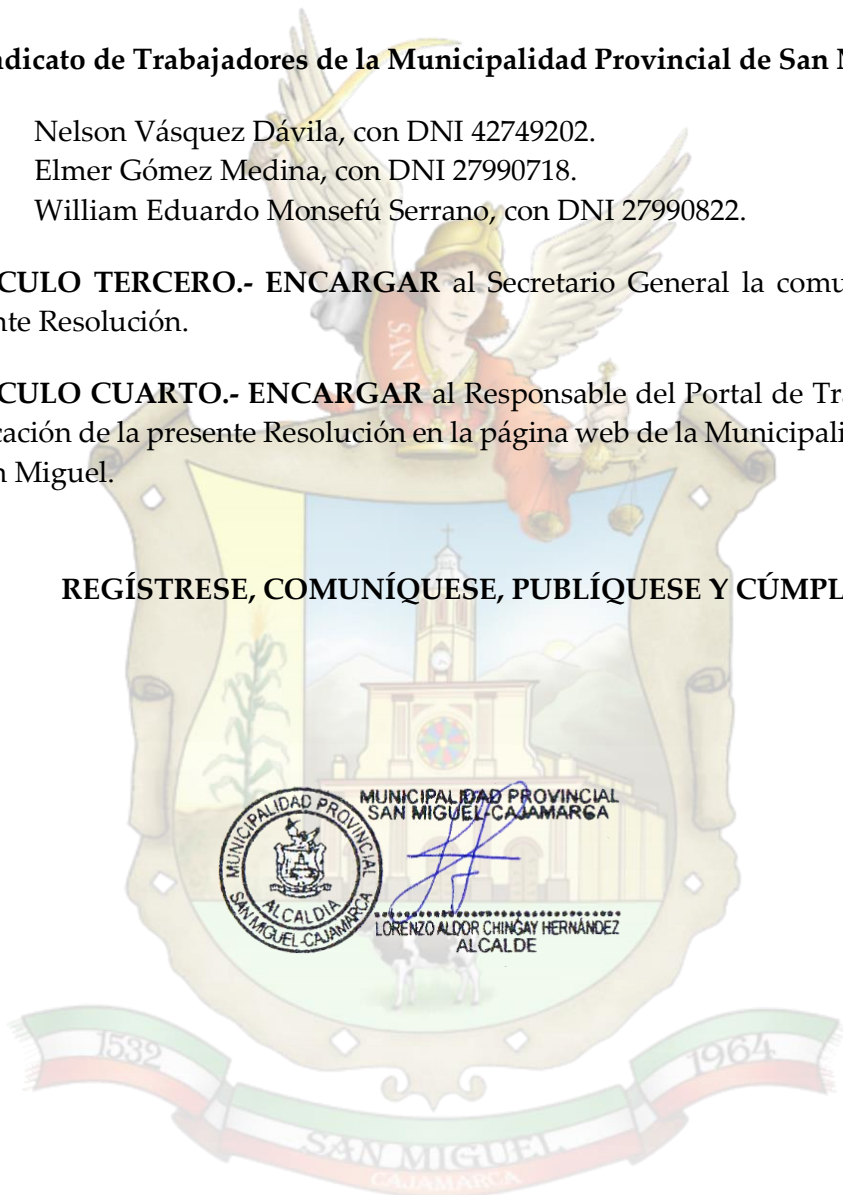 ndicato de Trabajadores de la Municipalidad Provincial de San M
Nelson Vásquez Dávila, con DNI 42749202.
Elmer Gómez Medina, con DNI 27990718.
William Eduardo Monsefú Serrano, con DNI 27990822.
CULO TERCERO.- ENCARGAR al Secretario General la comu
nte Resolución.
CULO CUARTO.- ENCARGAR al Responsable del Portal de Tra
cación de la presente Resolución en la página web de la Municipali
n Miguel.
REGÍSTRESE, COMUNÍQUESE, PUBLÍQUESE Y CÚMPL
MUNICIPALIDAD PROVINCIAL
SAN MIGUEL-CAJAMARCA
ALCALDIA
MUNICIPALIDAD PROVINCIAL
SAN MIGUEL-CAJAMARCA
LORENZO ALDOR CHINGAY HERNÁNDEZ
ALCALDE
SAN
1532
1964
SAN MIGUEL
CAJAMARCA